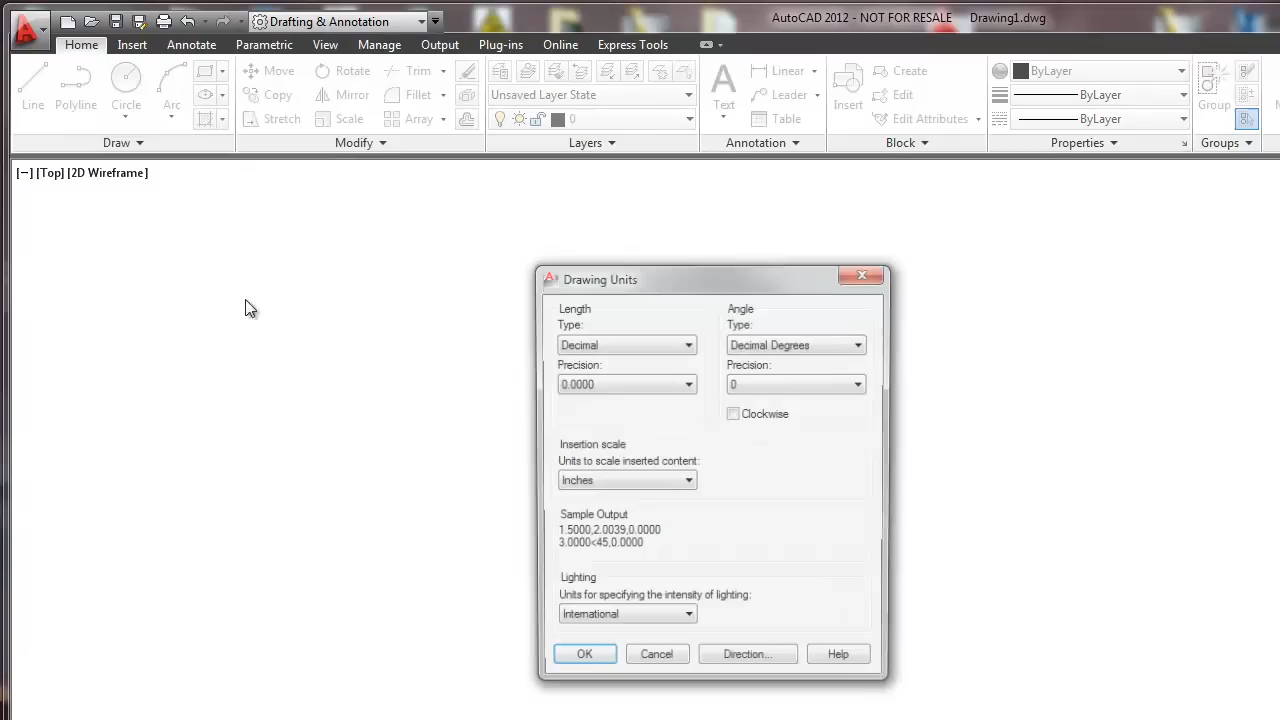 Drafting & Annotation
AutoCAD 2012 - NOT FOR RESALE Drawing1.dwg
Home Insert Annotate Parametric View Manage Output Plug-ins Online Express Tools
Line Polyline Circle Arc
Move Rotate Trim
Copy Mirror Fillet
Stretch Scale Array
Unsaved Layer State
0
Text
Linear
Leader
Table
Insert
Create
Edit
Edit Attributes
ByLayer
ByLayer
ByLayer
Group
Draw Modify Layers Annotation Block Properties Groups
[−] [Top] [2D Wireframe]
Drawing Units
Length
Type:
Decimal
Precision:
0.0000
Angle
Type:
Decimal Degrees
Precision:
0
Clockwise
Insertion scale
Units to scale inserted content:
Inches
Sample Output
1.5000,2.0039,0.0000
3.0000<45,0.0000
Lighting
Units for specifying the intensity of lighting:
International
OK Cancel Direction... Help